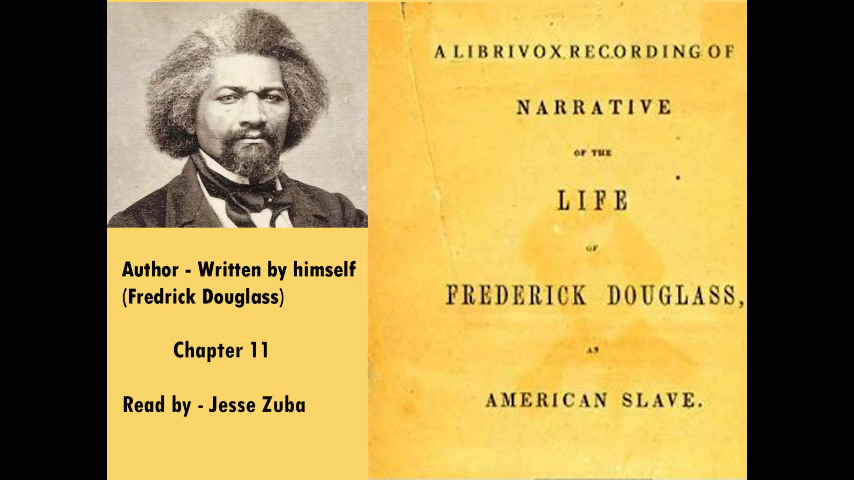 Author - Written by himself
(Fredrick Douglass)
Chapter 11
Read by - Jesse Zuba
A LIBRIVOX RECORDING OF
NARRATIVE
OF THE
LIFE
OF
FREDERICK DOUGLASS,
AN
AMERICAN SLAVE.